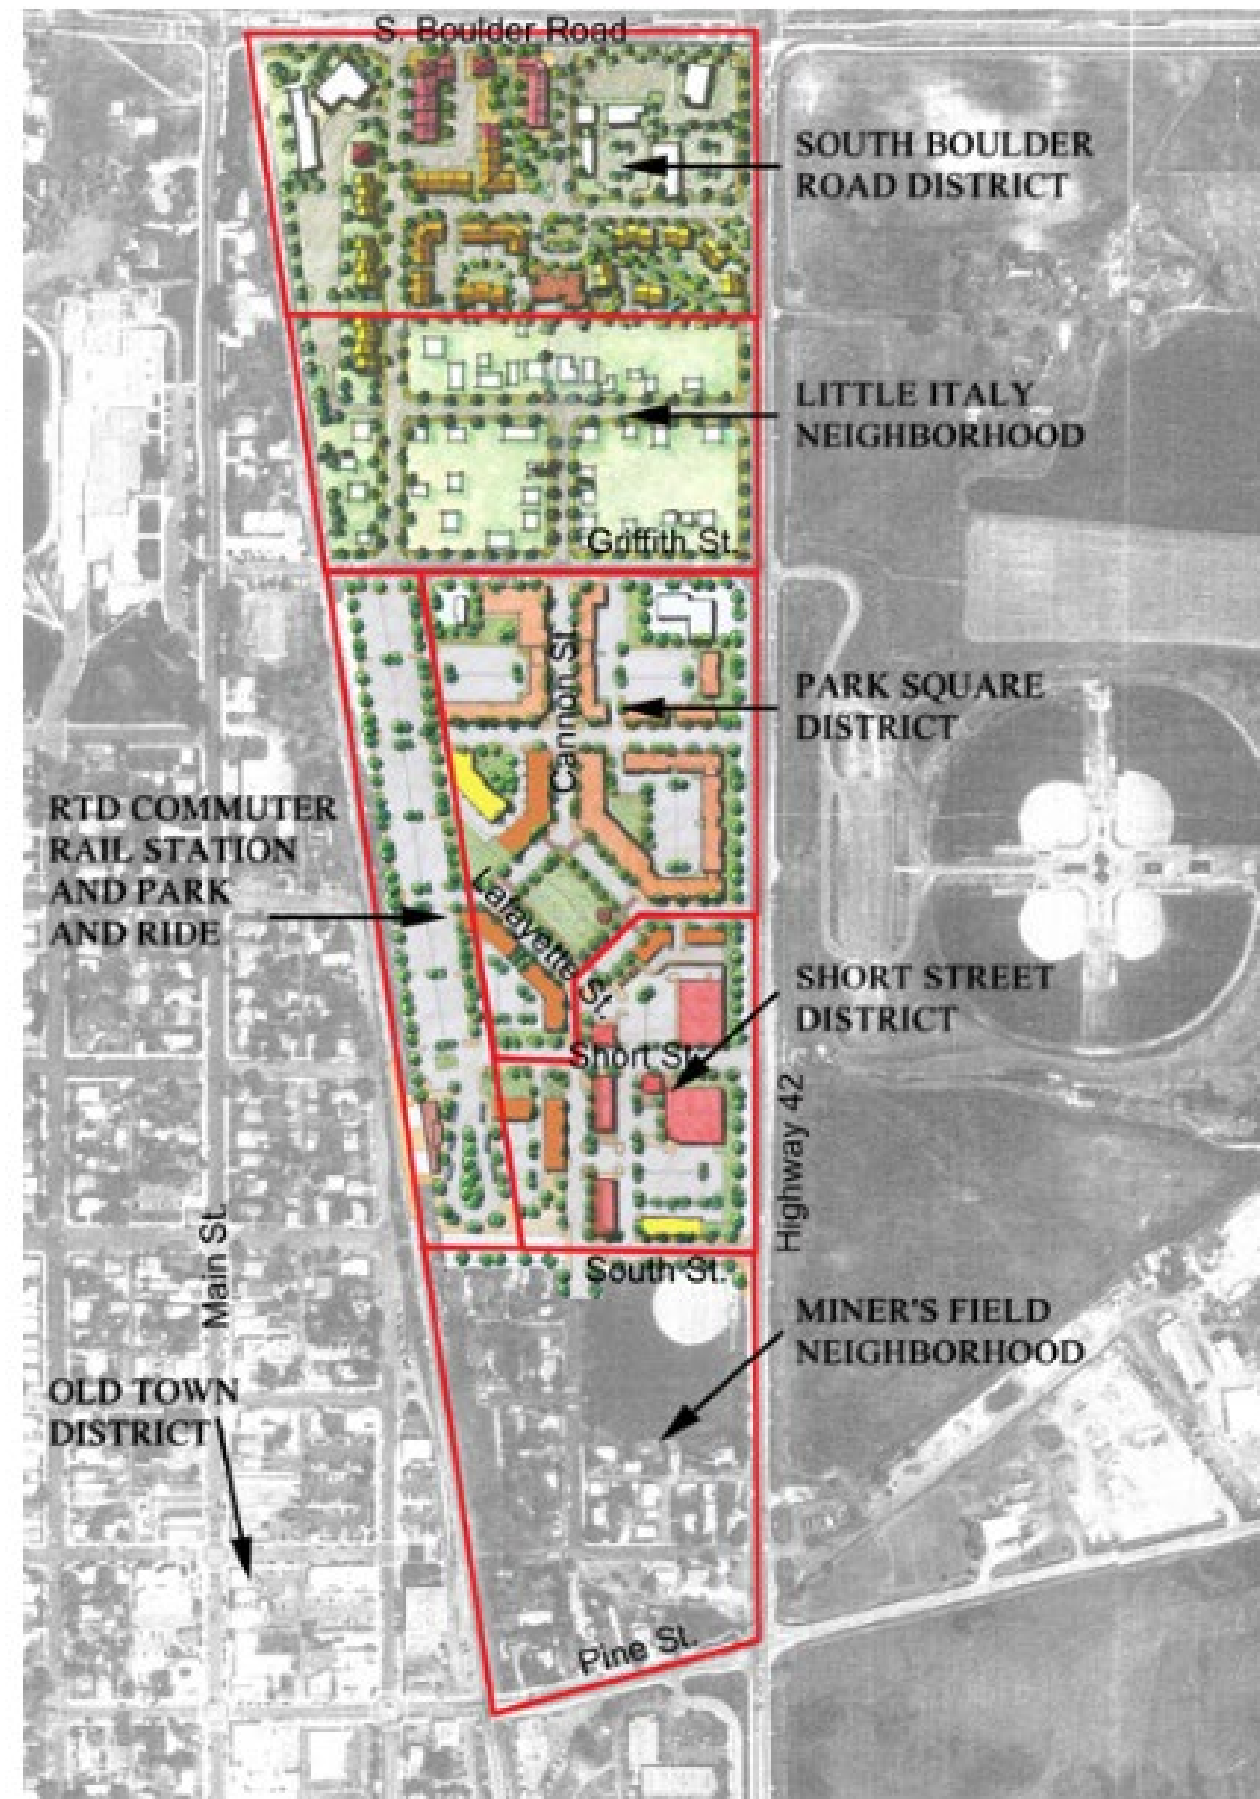 S. Boulder Road
SOUTH BOULDER
ROAD DISTRICT
LITTLE ITALY
NEIGHBORHOOD
Griffith St.
Cannon St.
PARK SQUARE
DISTRICT
RTD COMMUTER
RAIL STATION
AND PARK
AND RIDE
Lafayette St.
SHORT STREET
DISTRICT
Short St.
Highway 42
Main St.
South St.
MINER'S FIELD
NEIGHBORHOOD
OLD TOWN
DISTRICT
Pine St.